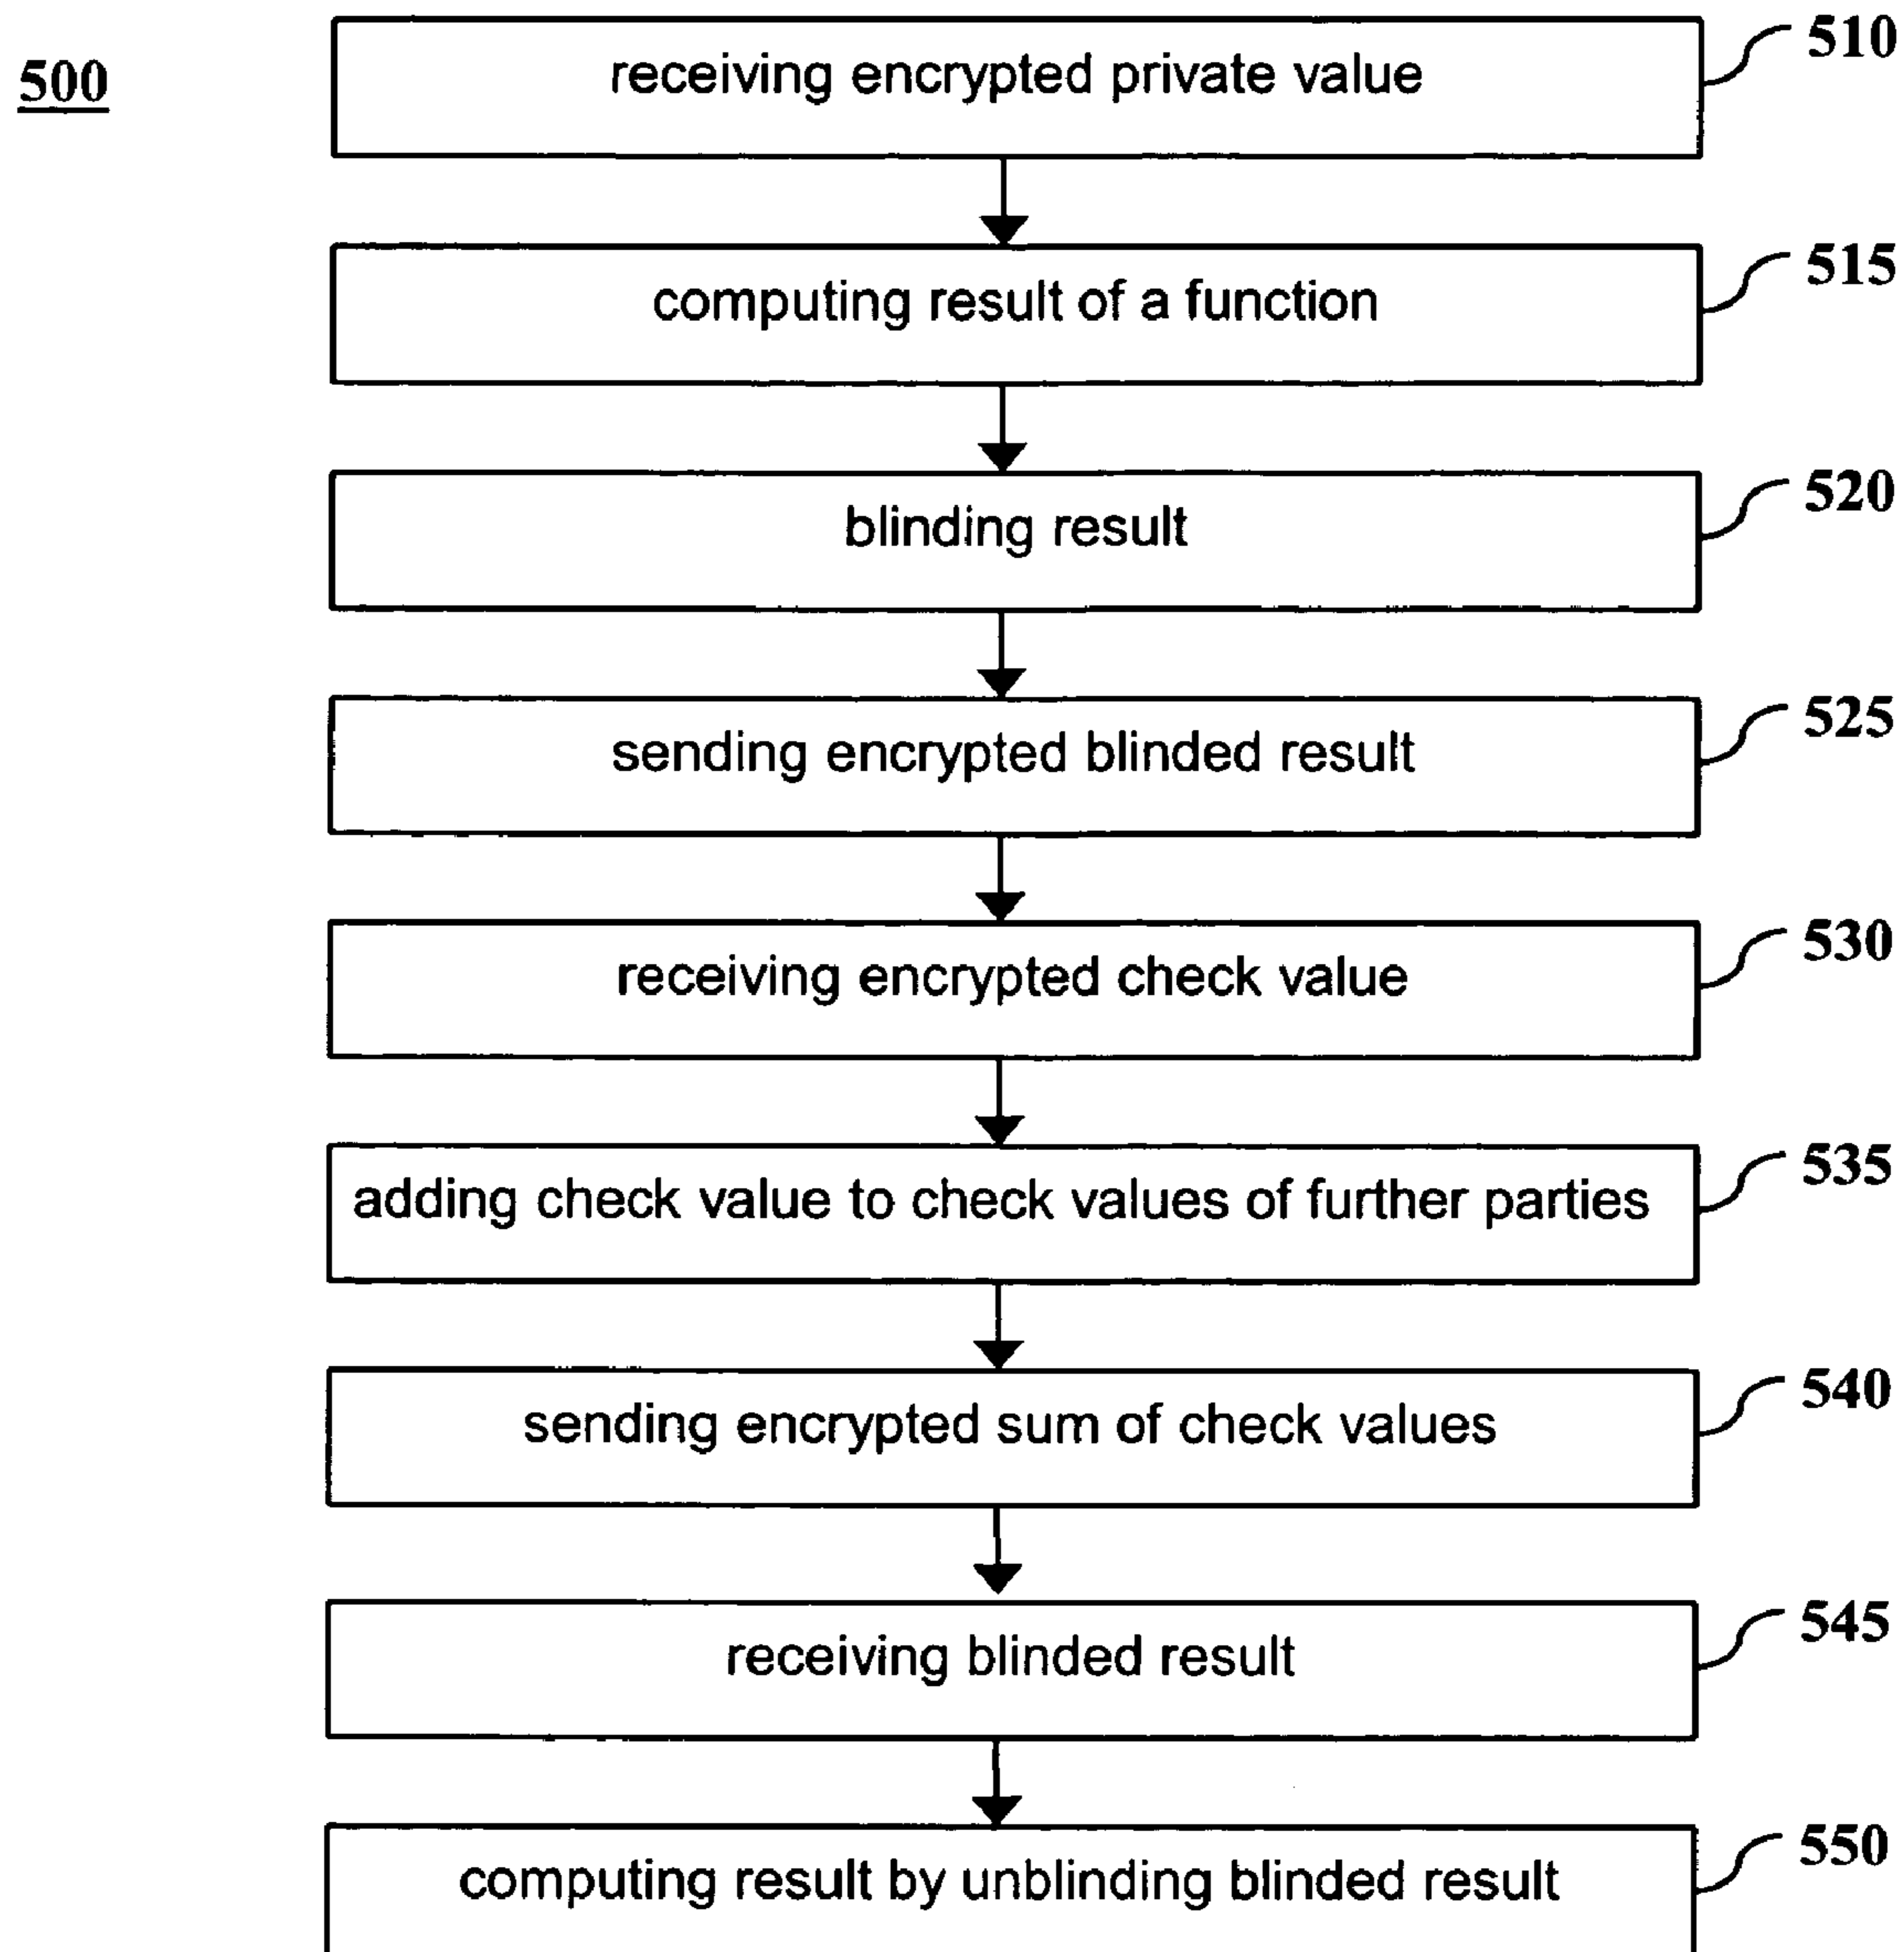 500
receiving encrypted private value 510
computing result of a function 515
blinding result 520
sending encrypted blinded result 525
receiving encrypted check value 530
adding check value to check values of further parties 535
sending encrypted sum of check values 540
receiving blinded result 545
computing result by unblinding blinded result 550